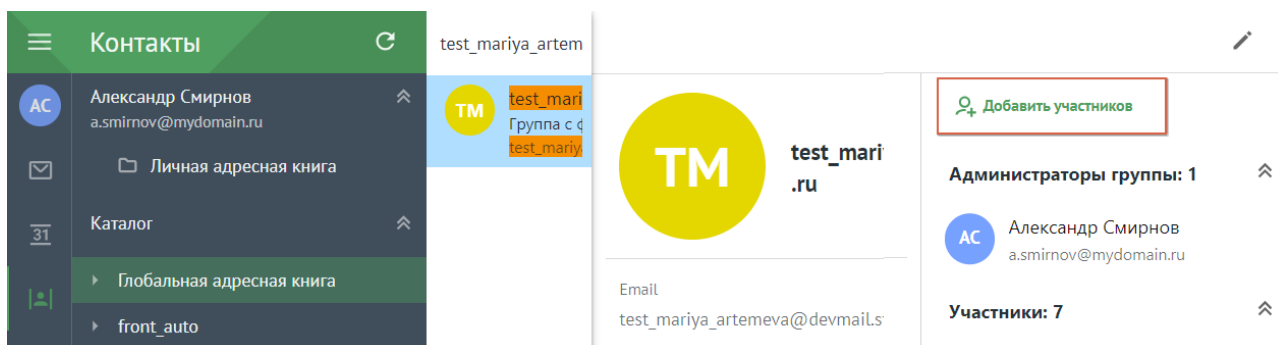 Контакты
АС
Александр Смирнов
a.smirnov@mydomain.ru
Личная адресная книга
31
Каталог
Глобальная адресная книга
front_auto
test_mariya_artem
ТМ
test_mari
Группа с
test_mariy
ТМ
test_mari
.ru
Email
test_mariya_artemeva@devmail.s
Добавить участников
Администраторы группы: 1
АС
Александр Смирнов
a.smirnov@mydomain.ru
Участники: 7